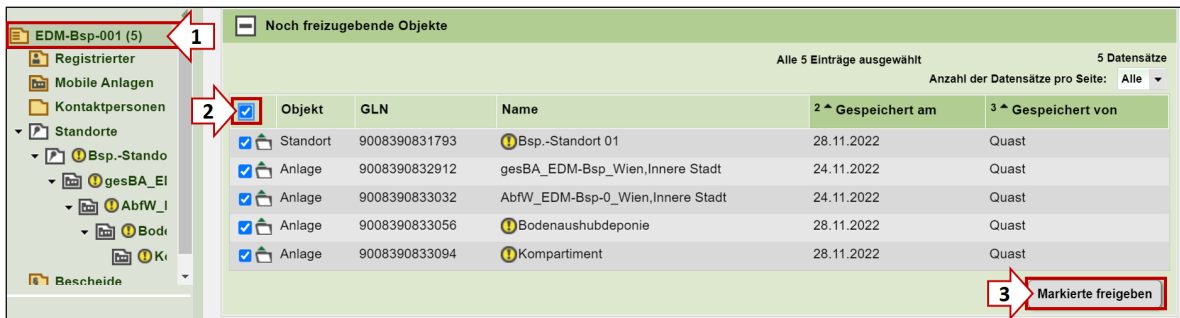 EDM-Bsp-001 (5)
1
Registrierter
Mobile Anlagen
Kontaktpersonen
Standorte
Bsp.-Stando
gesBA_EI
AbfW_I
Bode
Ko
Bescheide
Noch freizugebende Objekte
Alle 5 Einträge ausgewählt 5 Datensätze
Anzahl der Datensätze pro Seite: Alle
2 Objekt GLN Name 2 Gespeichert am 3 Gespeichert von
Standort 9008390831793 Bsp.-Standort 01 28.11.2022 Quast
Anlage 9008390832912 gesBA_EDM-Bsp_Wien,Innere Stadt 24.11.2022 Quast
Anlage 9008390833032 AbfW_EDM-Bsp-0_Wien,Innere Stadt 24.11.2022 Quast
Anlage 9008390833056 Bodenaushubdeponie 28.11.2022 Quast
Anlage 9008390833094 Kompartiment 28.11.2022 Quast
3 Markierte freigeben